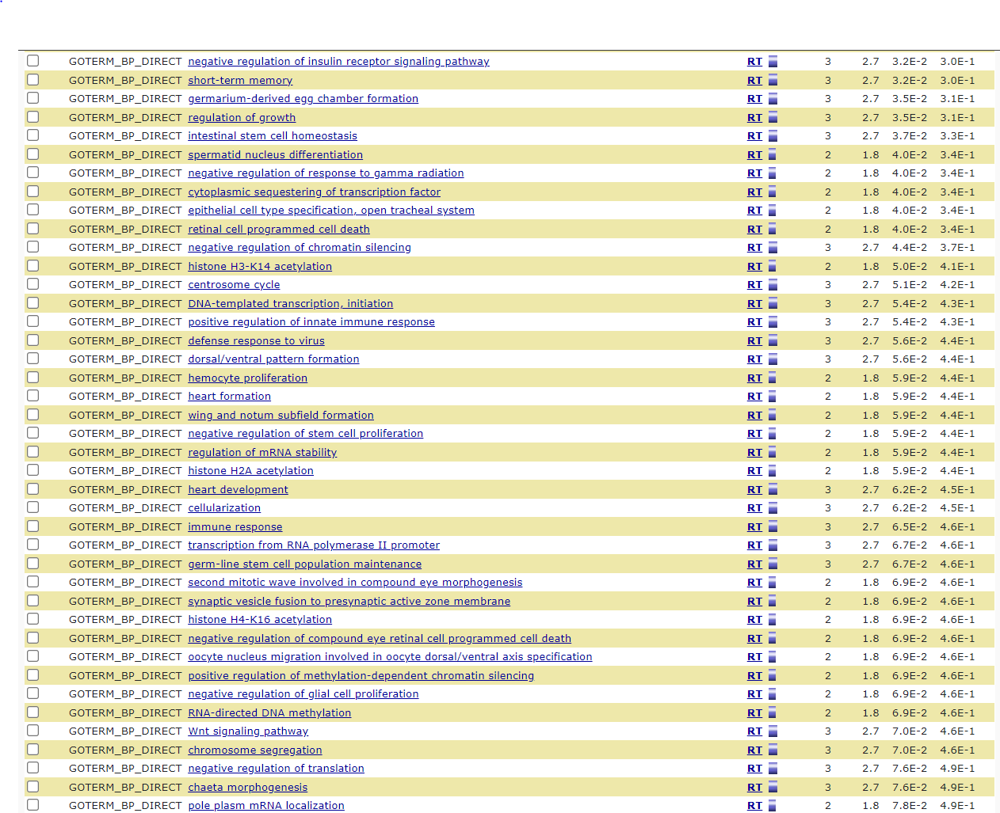 GOTERM_BP_DIRECT negative regulation of insulin receptor signaling pathway RT 3 2.7 3.2E-2 3.0E-1
GOTERM_BP_DIRECT short-term memory RT 3 2.7 3.2E-2 3.0E-1
GOTERM_BP_DIRECT germarium-derived egg chamber formation RT 3 2.7 3.5E-2 3.1E-1
GOTERM_BP_DIRECT regulation of growth RT 3 2.7 3.5E-2 3.1E-1
GOTERM_BP_DIRECT intestinal stem cell homeostasis RT 3 2.7 3.7E-2 3.3E-1
GOTERM_BP_DIRECT spermatid nucleus differentiation RT 2 1.8 4.0E-2 3.4E-1
GOTERM_BP_DIRECT negative regulation of response to gamma radiation RT 2 1.8 4.0E-2 3.4E-1
GOTERM_BP_DIRECT cytoplasmic sequestering of transcription factor RT 2 1.8 4.0E-2 3.4E-1
GOTERM_BP_DIRECT epithelial cell type specification, open tracheal system RT 2 1.8 4.0E-2 3.4E-1
GOTERM_BP_DIRECT retinal cell programmed cell death RT 2 1.8 4.0E-2 3.4E-1
GOTERM_BP_DIRECT negative regulation of chromatin silencing RT 3 2.7 4.4E-2 3.7E-1
GOTERM_BP_DIRECT histone H3-K14 acetylation RT 2 1.8 5.0E-2 4.1E-1
GOTERM_BP_DIRECT centrosome cycle RT 3 2.7 5.1E-2 4.2E-1
GOTERM_BP_DIRECT DNA-templated transcription, initiation RT 3 2.7 5.4E-2 4.3E-1
GOTERM_BP_DIRECT positive regulation of innate immune response RT 3 2.7 5.4E-2 4.3E-1
GOTERM_BP_DIRECT defense response to virus RT 3 2.7 5.6E-2 4.4E-1
GOTERM_BP_DIRECT dorsal/ventral pattern formation RT 3 2.7 5.6E-2 4.4E-1
GOTERM_BP_DIRECT hemocyte proliferation RT 2 1.8 5.9E-2 4.4E-1
GOTERM_BP_DIRECT heart formation RT 2 1.8 5.9E-2 4.4E-1
GOTERM_BP_DIRECT wing and notum subfield formation RT 2 1.8 5.9E-2 4.4E-1
GOTERM_BP_DIRECT negative regulation of stem cell proliferation RT 2 1.8 5.9E-2 4.4E-1
GOTERM_BP_DIRECT regulation of mRNA stability RT 2 1.8 5.9E-2 4.4E-1
GOTERM_BP_DIRECT histone H2A acetylation RT 2 1.8 5.9E-2 4.4E-1
GOTERM_BP_DIRECT heart development RT 3 2.7 6.2E-2 4.5E-1
GOTERM_BP_DIRECT cellularization RT 3 2.7 6.2E-2 4.5E-1
GOTERM_BP_DIRECT immune response RT 3 2.7 6.5E-2 4.6E-1
GOTERM_BP_DIRECT transcription from RNA polymerase II promoter RT 3 2.7 6.7E-2 4.6E-1
GOTERM_BP_DIRECT germ-line stem cell population maintenance RT 3 2.7 6.7E-2 4.6E-1
GOTERM_BP_DIRECT second mitotic wave involved in compound eye morphogenesis RT 2 1.8 6.9E-2 4.6E-1
GOTERM_BP_DIRECT synaptic vesicle fusion to presynaptic active zone membrane RT 2 1.8 6.9E-2 4.6E-1
GOTERM_BP_DIRECT histone H4-K16 acetylation RT 2 1.8 6.9E-2 4.6E-1
GOTERM_BP_DIRECT negative regulation of compound eye retinal cell programmed cell death RT 2 1.8 6.9E-2 4.6E-1
GOTERM_BP_DIRECT oocyte nucleus migration involved in oocyte dorsal/ventral axis specification RT 2 1.8 6.9E-2 4.6E-1
GOTERM_BP_DIRECT positive regulation of methylation-dependent chromatin silencing RT 2 1.8 6.9E-2 4.6E-1
GOTERM_BP_DIRECT negative regulation of glial cell proliferation RT 2 1.8 6.9E-2 4.6E-1
GOTERM_BP_DIRECT RNA-directed DNA methylation RT 2 1.8 6.9E-2 4.6E-1
GOTERM_BP_DIRECT Wnt signaling pathway RT 3 2.7 7.0E-2 4.6E-1
GOTERM_BP_DIRECT chromosome segregation RT 3 2.7 7.0E-2 4.6E-1
GOTERM_BP_DIRECT negative regulation of translation RT 3 2.7 7.6E-2 4.9E-1
GOTERM_BP_DIRECT chaeta morphogenesis RT 3 2.7 7.6E-2 4.9E-1
GOTERM_BP_DIRECT pole plasm mRNA localization RT 2 1.8 7.8E-2 4.9E-1